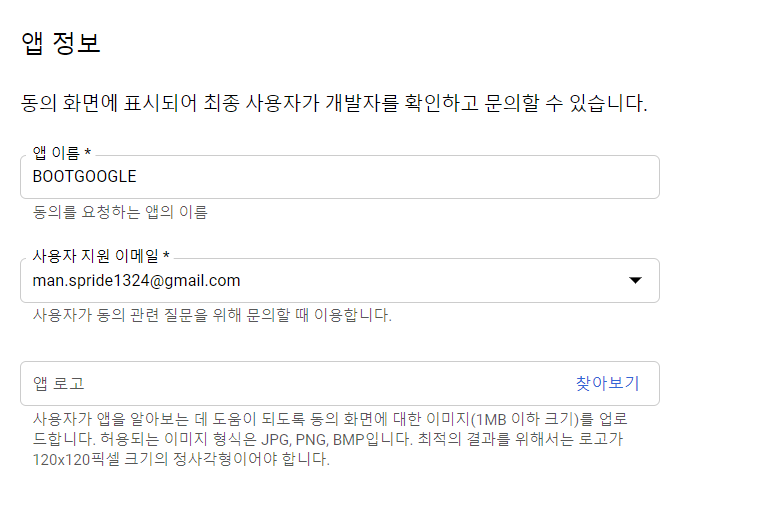 앱 정보
동의 화면에 표시되어 최종 사용자가 개발자를 확인하고 문의할 수 있습니다.
앱 이름 *
BOOTGOOGLE
동의를 요청하는 앱의 이름
사용자 지원 이메일 *
man.spride1324@gmail.com
사용자가 동의 관련 질문을 위해 문의할 때 이용합니다.
앱 로고 찾아보기
사용자가 앱을 알아보는 데 도움이 되도록 동의 화면에 대한 이미지(1MB 이하 크기)를 업로
드합니다. 허용되는 이미지 형식은 JPG, PNG, BMP입니다. 최적의 결과를 위해서는 로고가
120x120픽셀 크기의 정사각형이어야 합니다.